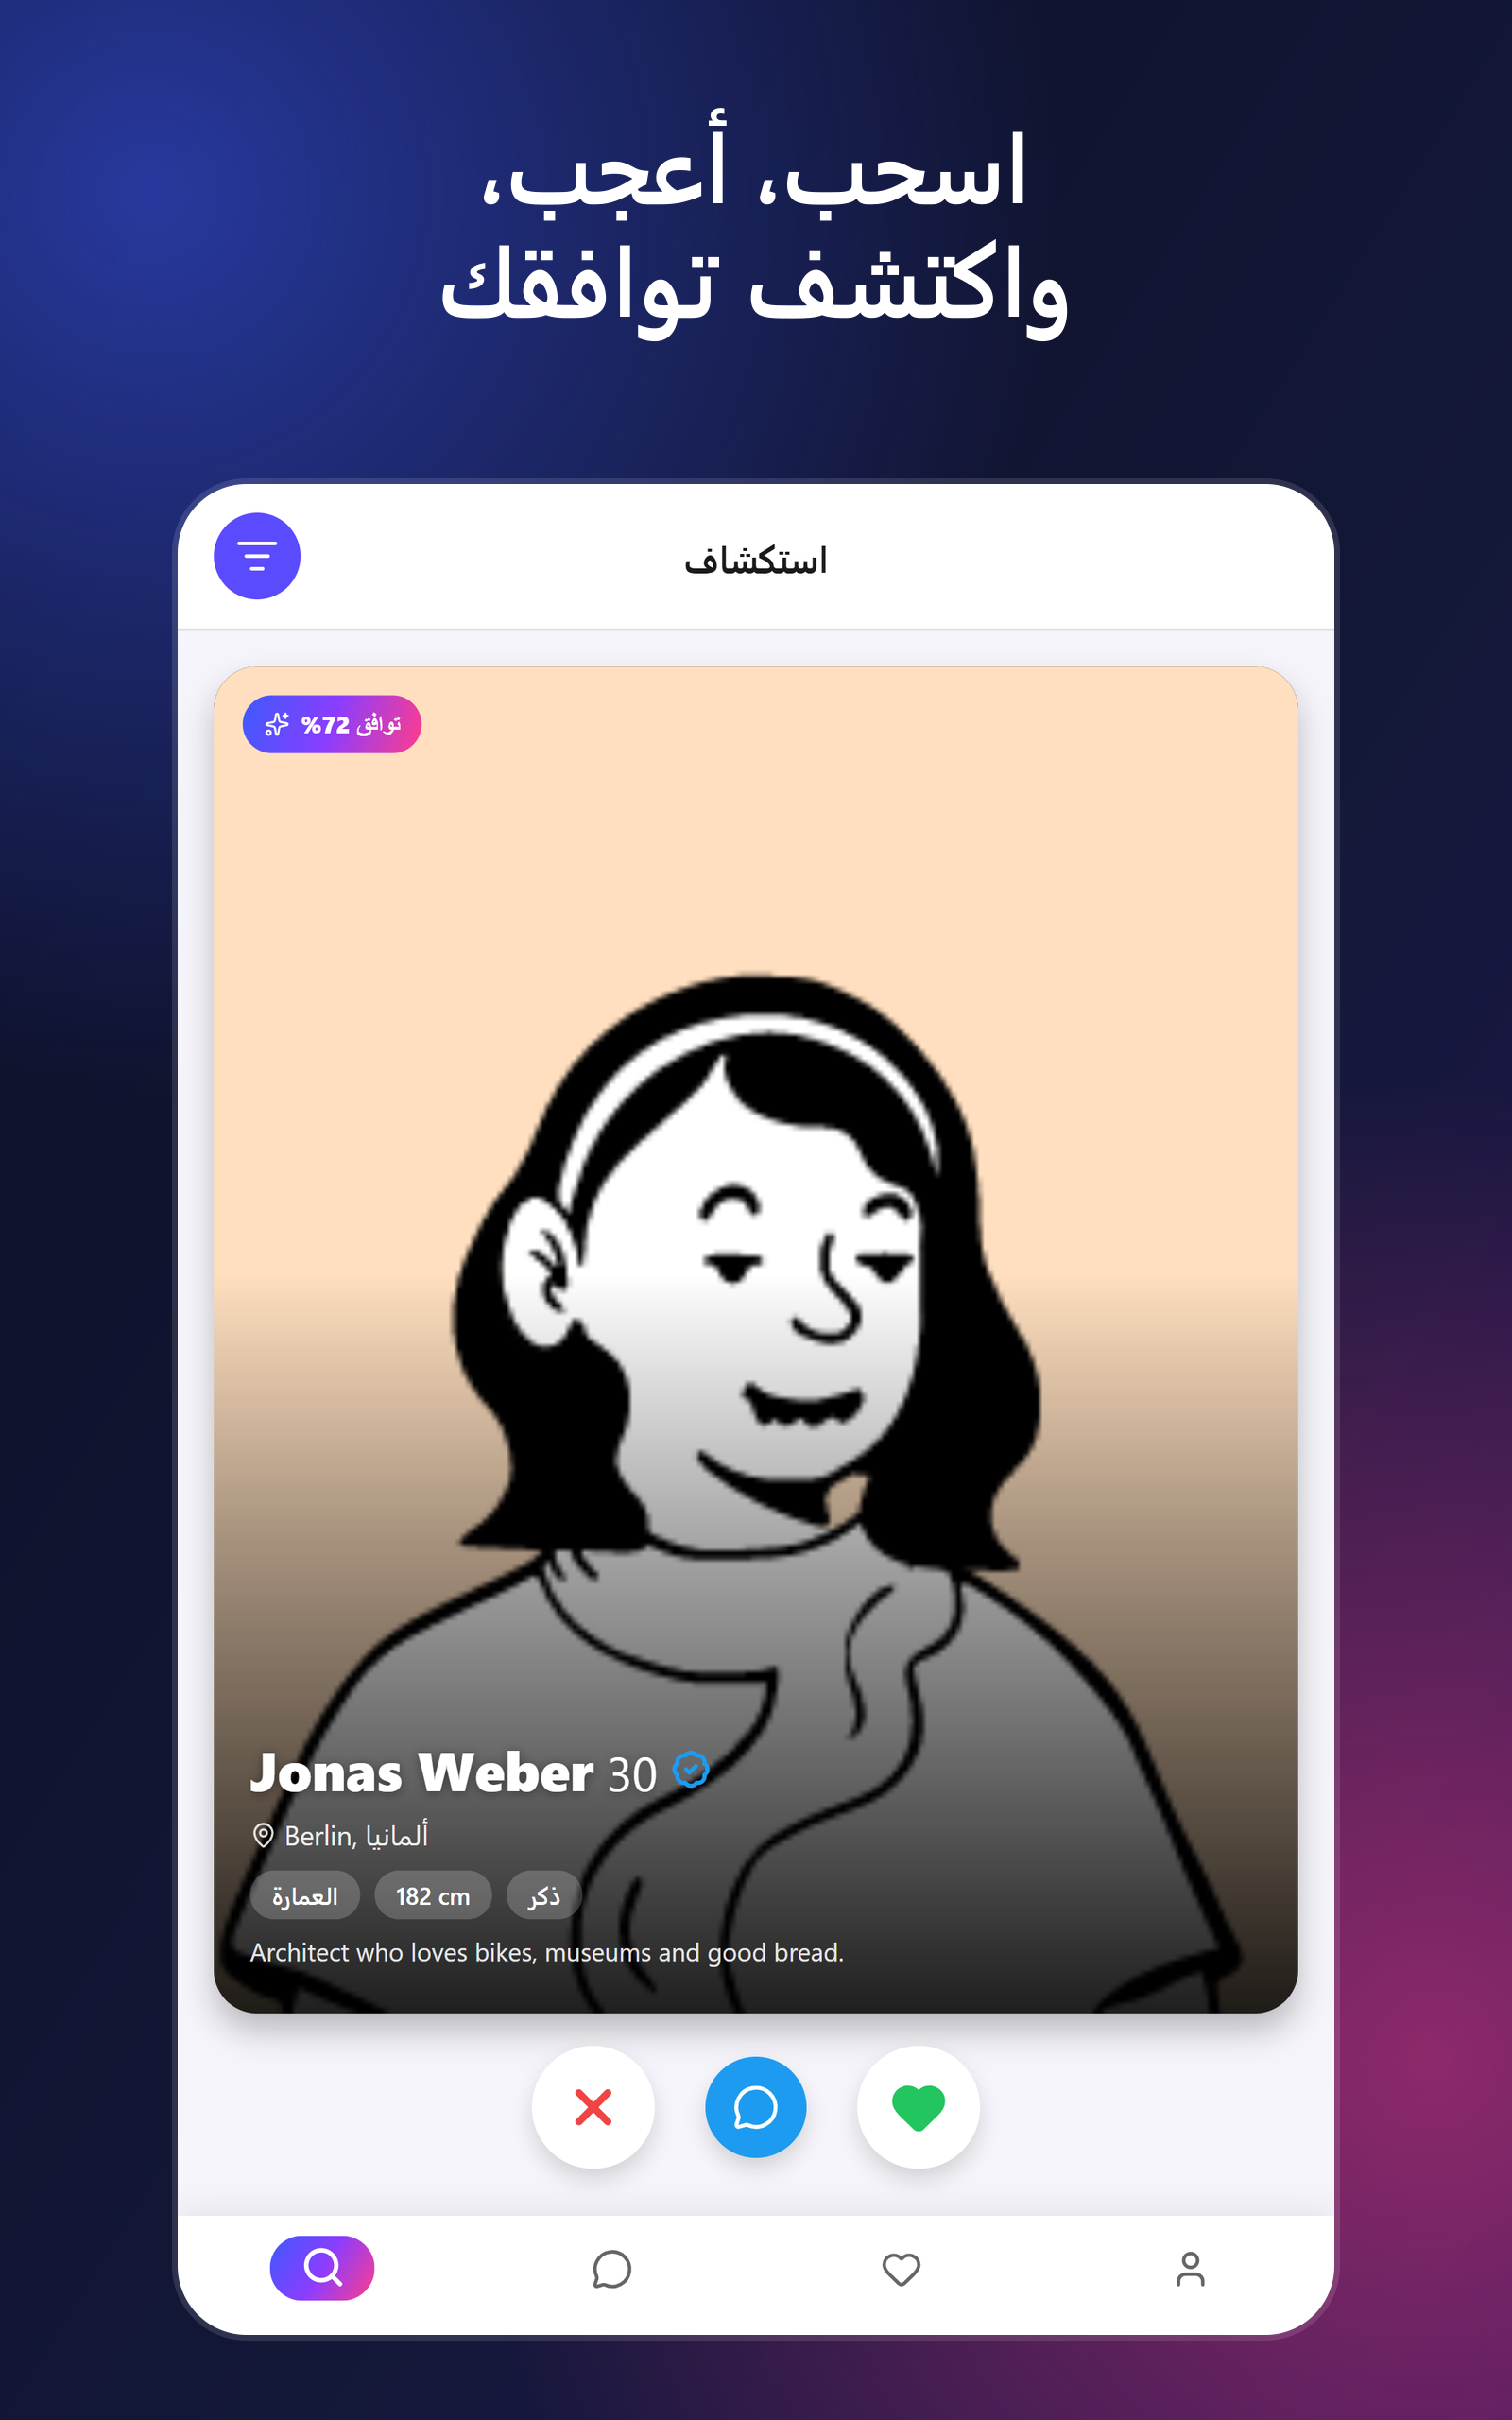 اسحب، أعجب،
واكتشف توافقك
استكشاف
توافق 72%
Jonas Weber 30
Berlin, ألمانيا
العمارة
182 cm
ذكر
Architect who loves bikes, museums and good bread.